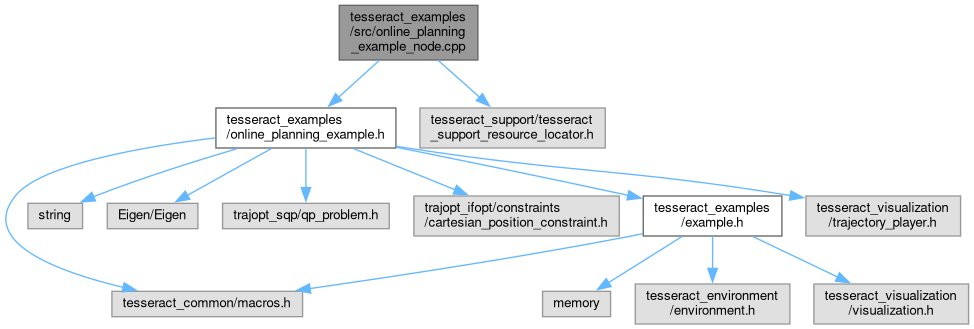 tesseract_examples
/src/online_planning
_example_node.cpp
tesseract_examples
/online_planning_example.h
tesseract_support/tesseract
_support_resource_locator.h
string
Eigen/Eigen
trajopt_sqp/qp_problem.h
trajopt_ifopt/constraints
/cartesian_position_constraint.h
tesseract_examples
/example.h
tesseract_visualization
/trajectory_player.h
tesseract_common/macros.h
memory
tesseract_environment
/environment.h
tesseract_visualization
/visualization.h